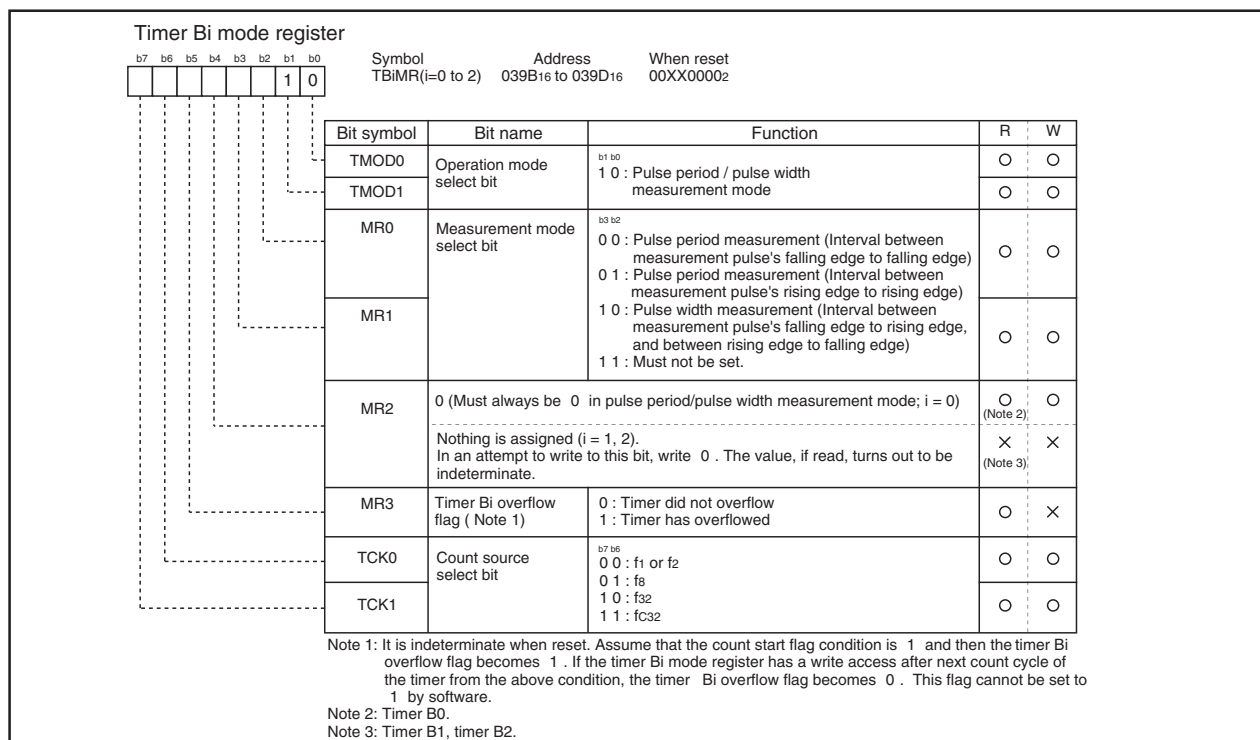 Timer Bi mode register
b7 b6 b5 b4 b3 b2 b1 b0
1 0
Symbol Address When reset
TBiMR(i=0 to 2) 039B16 to 039D16 00XX00002
Bit symbol Bit name Function R W
TMOD0
TMOD1
Operation mode
select bit
b1 b0
1 0 : Pulse period / pulse width
measurement mode
MR0
MR1
Measurement mode
select bit
b3 b2
0 0 : Pulse period measurement (Interval between
measurement pulse's falling edge to falling edge)
0 1 : Pulse period measurement (Interval between
measurement pulse's rising edge to rising edge)
1 0 : Pulse width measurement (Interval between
measurement pulse's falling edge to rising edge,
and between rising edge to falling edge)
1 1 : Must not be set.
MR2
0 (Must always be 0 in pulse period/pulse width measurement mode; i = 0)
(Note 2)
Nothing is assigned (i = 1, 2).
In an attempt to write to this bit, write 0 . The value, if read, turns out to be
indeterminate.
(Note 3)
MR3
Timer Bi overflow
flag ( Note 1)
0 : Timer did not overflow
1 : Timer has overflowed
TCK0
TCK1
Count source
select bit
b7 b6
0 0 : f1 or f2
0 1 : f8
1 0 : f32
1 1 : fC32
Note 1: It is indeterminate when reset. Assume that the count start flag condition is 1 and then the timer Bi
overflow flag becomes 1 . If the timer Bi mode register has a write access after next count cycle of
the timer from the above condition, the timer Bi overflow flag becomes 0 . This flag cannot be set to
1 by software.
Note 2: Timer B0.
Note 3: Timer B1, timer B2.